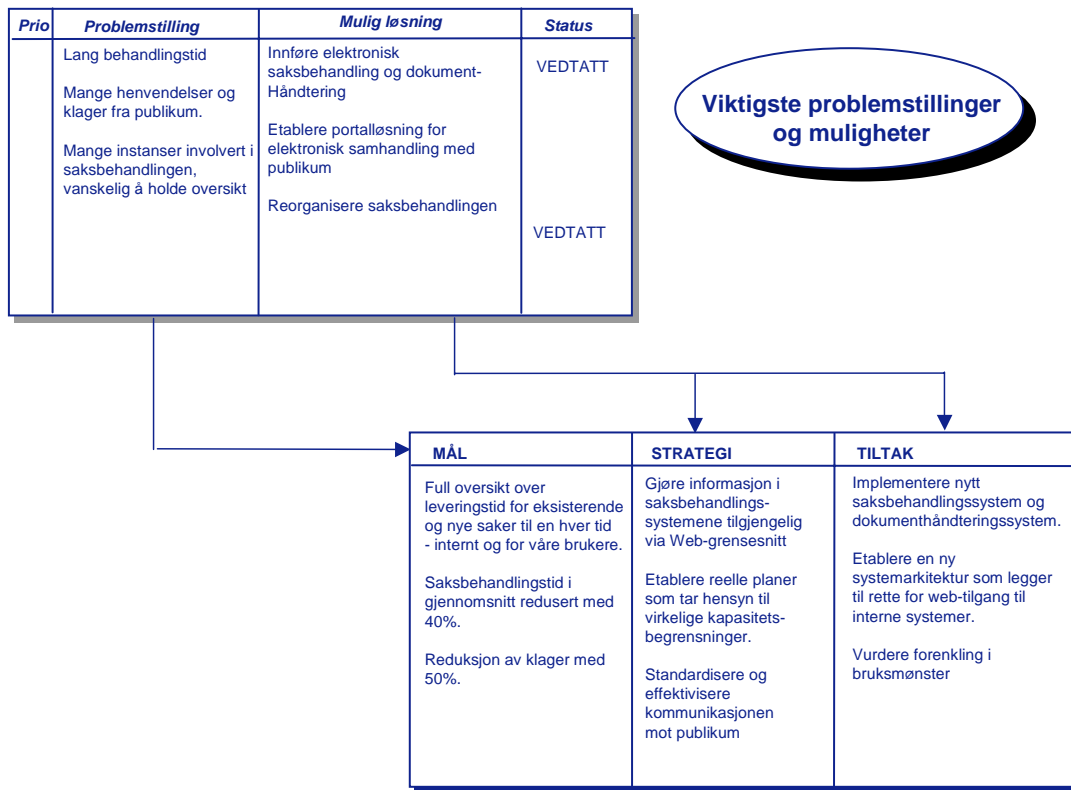 Prio Problemstilling Mulig løsning Status
Lang behandlingstid
Mange henvendelser og
klager fra publikum.
Mange instanser involvert i
saksbehandlingen,
vanskelig å holde oversikt
Innføre elektronisk
saksbehandling og dokument-
Håndtering
Etablere portalløsning for
elektronisk samhandling med
publikum
Reorganisere saksbehandlingen
VEDTATT
VEDTATT
Viktigste problemstillinger
og muligheter
MÅL
Full oversikt over
leveringstid for eksisterende
og nye saker til en hver tid
- internt og for våre brukere.
Saksbehandlingstid i
gjennomsnitt redusert med
40%.
Reduksjon av klager med
50%.
STRATEGI
Gjøre informasjon i
saksbehandlings-
systemene tilgjengelig
via Web-grensesnitt
Etablere reelle planer
som tar hensyn til
virkelige kapasitets-
begrensninger.
Standardisere og
effektivisere
kommunikasjonen
mot publikum
TILTAK
Implementere nytt
saksbehandlingssystem og
dokumenthåndteringssystem.
Etablere en ny
systemarkitektur som legger
til rette for web-tilgang til
interne systemer.
Vurdere forenkling i
bruksmønster